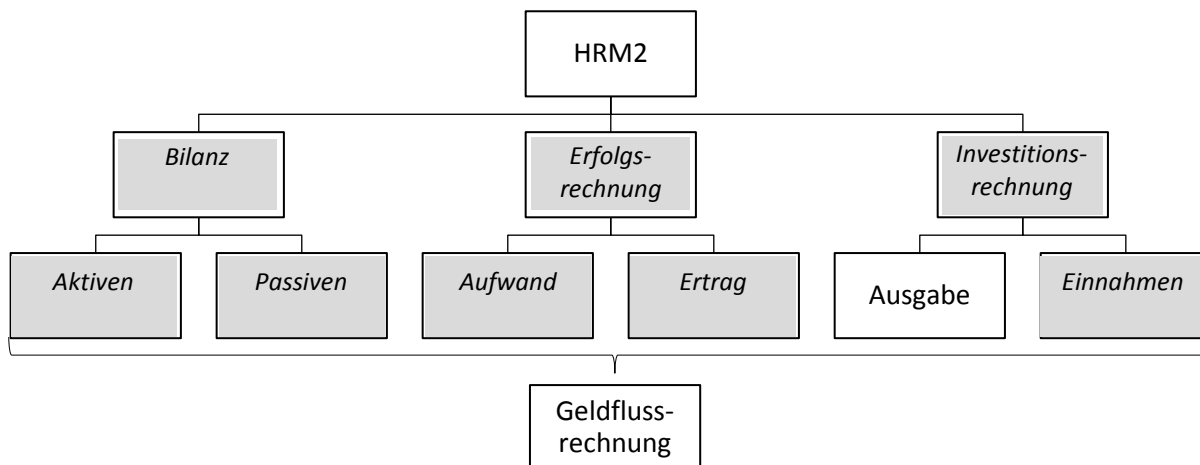 HRM2
Bilanz
Erfolgs-
rechnung
Investitions-
rechnung
Aktiven
Passiven
Aufwand
Ertrag
Ausgabe
Einnahmen
Geldfluss-
rechnung